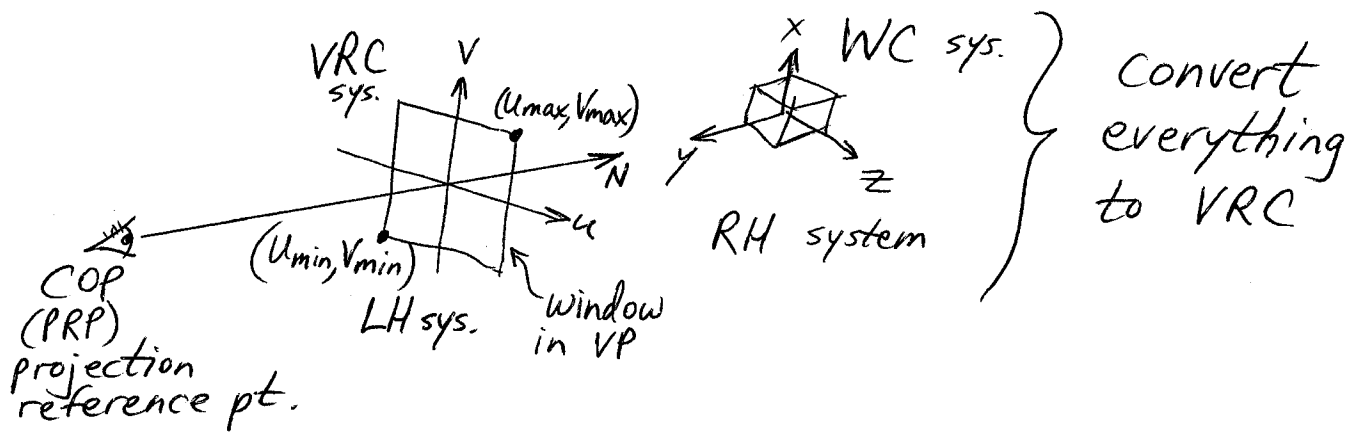 VRC
sys.
V
(umax, Vmax)
N
u
(umin, Vmin)
LH sys.
window
in VP
COP
(PRP)
projection
reference pt.
X
WC sys.
Y
Z
RH system
convert
everything
to VRC